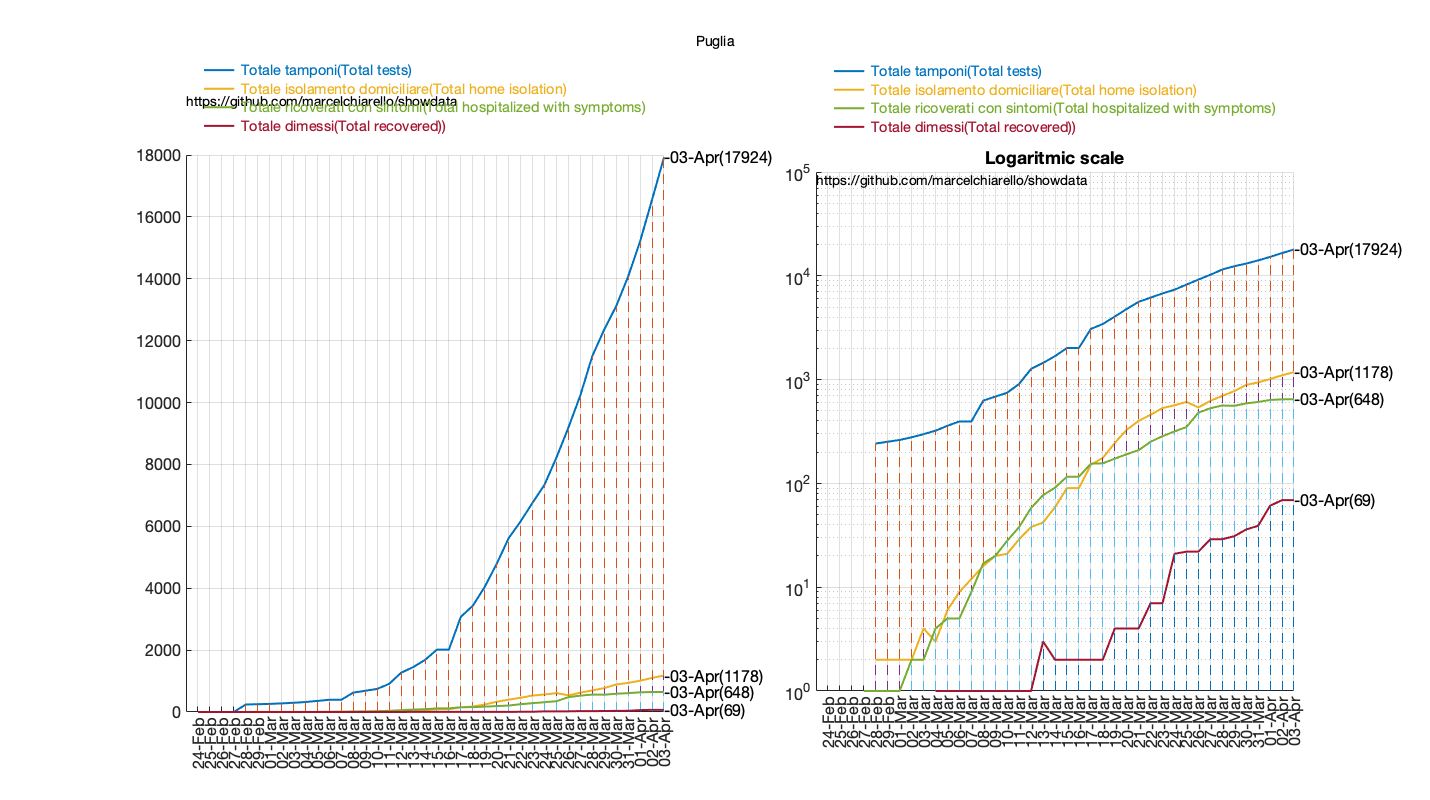 Puglia
Totale tamponi(Total tests)
Totale isolamento domiciliare(Total home isolation)
https://github.com/marcelchiarello/showdata
Totale ricoverati con sintomi(Total hospitalized with symptoms)
Totale dimessi(Total recovered))
18000
16000
14000
12000
10000
8000
6000
4000
2000
0
-03-Apr(17924)
-03-Apr(1178)
-03-Apr(648)
-03-Apr(69)
24-Feb
25-Feb
26-Feb
27-Feb
28-Feb
29-Feb
01-Mar
02-Mar
03-Mar
04-Mar
05-Mar
06-Mar
07-Mar
08-Mar
09-Mar
10-Mar
11-Mar
12-Mar
13-Mar
14-Mar
15-Mar
16-Mar
17-Mar
18-Mar
19-Mar
20-Mar
21-Mar
22-Mar
23-Mar
24-Mar
25-Mar
26-Mar
27-Mar
28-Mar
29-Mar
30-Mar
31-Mar
01-Apr
02-Apr
03-Apr
Totale tamponi(Total tests)
Totale isolamento domiciliare(Total home isolation)
Totale ricoverati con sintomi(Total hospitalized with symptoms)
Totale dimessi(Total recovered))
Logaritmic scale
https://github.com/marcelchiarello/showdata
10^5
10^4
10^3
10^2
10^1
10^0
-03-Apr(17924)
-03-Apr(1178)
-03-Apr(648)
-03-Apr(69)
24-Feb
25-Feb
26-Feb
27-Feb
28-Feb
29-Feb
01-Mar
02-Mar
03-Mar
04-Mar
05-Mar
06-Mar
07-Mar
08-Mar
09-Mar
10-Mar
11-Mar
12-Mar
13-Mar
14-Mar
15-Mar
16-Mar
17-Mar
18-Mar
19-Mar
20-Mar
21-Mar
22-Mar
23-Mar
24-Mar
25-Mar
26-Mar
27-Mar
28-Mar
29-Mar
30-Mar
31-Mar
01-Apr
02-Apr
03-Apr